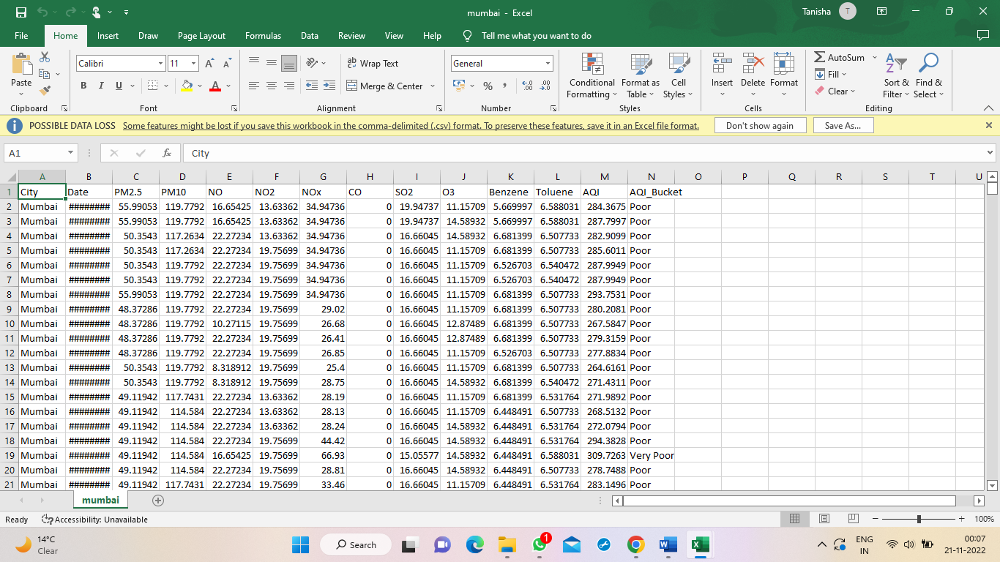 mumbai - Excel
Tanisha T
File Home Insert Draw Page Layout Formulas Data Review View Help Tell me what you want to do
Paste
Clipboard
Calibri 11
B I U
Font
Wrap Text
Merge & Center
Alignment
General
% ,
Number
Conditional Formatting
Format as Table
Cell Styles
Styles
Insert Delete Format
Cells
AutoSum
Fill
Clear
Sort & Filter
Find & Select
Editing
POSSIBLE DATA LOSS Some features might be lost if you save this workbook in the comma-delimited (.csv) format. To preserve these features, save it in an Excel file format. Don't show again Save As...
A1 fx City
A B C D E F G H I J K L M N O P Q R S T U
1 City Date PM2.5 PM10 NO NO2 NOx CO SO2 O3 Benzene Toluene AQI AQI_Bucket
2 Mumbai ######## 55.99053 119.7792 16.65425 13.63362 34.94736 0 19.94737 11.15709 5.669997 6.588031 284.3675 Poor
3 Mumbai ######## 55.99053 119.7792 16.65425 13.63362 34.94736 0 19.94737 14.58932 5.669997 6.588031 287.7997 Poor
4 Mumbai ######## 50.3543 117.2634 22.27234 13.63362 34.94736 0 16.66045 14.58932 6.681399 6.507733 282.9099 Poor
5 Mumbai ######## 50.3543 117.2634 22.27234 19.75699 34.94736 0 16.66045 11.15709 6.681399 6.507733 285.6011 Poor
6 Mumbai ######## 50.3543 119.7792 22.27234 19.75699 34.94736 0 16.66045 11.15709 6.526703 6.540472 287.9949 Poor
7 Mumbai ######## 50.3543 119.7792 22.27234 19.75699 34.94736 0 16.66045 11.15709 6.526703 6.540472 287.9949 Poor
8 Mumbai ######## 55.99053 119.7792 22.27234 19.75699 34.94736 0 16.66045 11.15709 6.681399 6.507733 293.7531 Poor
9 Mumbai ######## 48.37286 119.7792 22.27234 19.75699 29.02 0 16.66045 11.15709 6.681399 6.507733 280.2081 Poor
10 Mumbai ######## 48.37286 119.7792 10.27115 19.75699 26.68 0 16.66045 12.87489 6.681399 6.507733 267.5847 Poor
11 Mumbai ######## 48.37286 119.7792 22.27234 19.75699 26.41 0 16.66045 12.87489 6.681399 6.507733 279.3159 Poor
12 Mumbai ######## 48.37286 119.7792 22.27234 19.75699 26.85 0 16.66045 11.15709 6.526703 6.507733 277.8834 Poor
13 Mumbai ######## 50.3543 119.7792 8.318912 19.75699 25.4 0 16.66045 11.15709 6.681399 6.507733 264.6161 Poor
14 Mumbai ######## 50.3543 119.7792 8.318912 19.75699 28.75 0 16.66045 14.58932 6.681399 6.540472 271.4311 Poor
15 Mumbai ######## 49.11942 117.7431 22.27234 13.63362 28.19 0 16.66045 11.15709 6.681399 6.531764 271.9892 Poor
16 Mumbai ######## 49.11942 114.584 22.27234 13.63362 28.13 0 16.66045 11.15709 6.448491 6.507733 268.5132 Poor
17 Mumbai ######## 49.11942 114.584 22.27234 13.63362 28.24 0 16.66045 14.58932 6.448491 6.531764 272.0794 Poor
18 Mumbai ######## 49.11942 114.584 22.27234 19.75699 44.42 0 16.66045 14.58932 6.448491 6.531764 294.3828 Poor
19 Mumbai ######## 49.11942 114.584 16.65425 19.75699 66.93 0 15.05577 14.58932 6.448491 6.588031 309.7263 Very Poor
20 Mumbai ######## 49.11942 114.584 22.27234 19.75699 28.81 0 16.66045 14.58932 6.448491 6.507733 278.7488 Poor
21 Mumbai ######## 49.11942 117.7431 22.27234 19.75699 33.46 0 16.66045 11.15709 6.448491 6.531764 283.1496 Poor
mumbai
Ready Accessibility: Unavailable 100%
14°C
Clear
Search
1
ENG
IN
00:07
21-11-2022